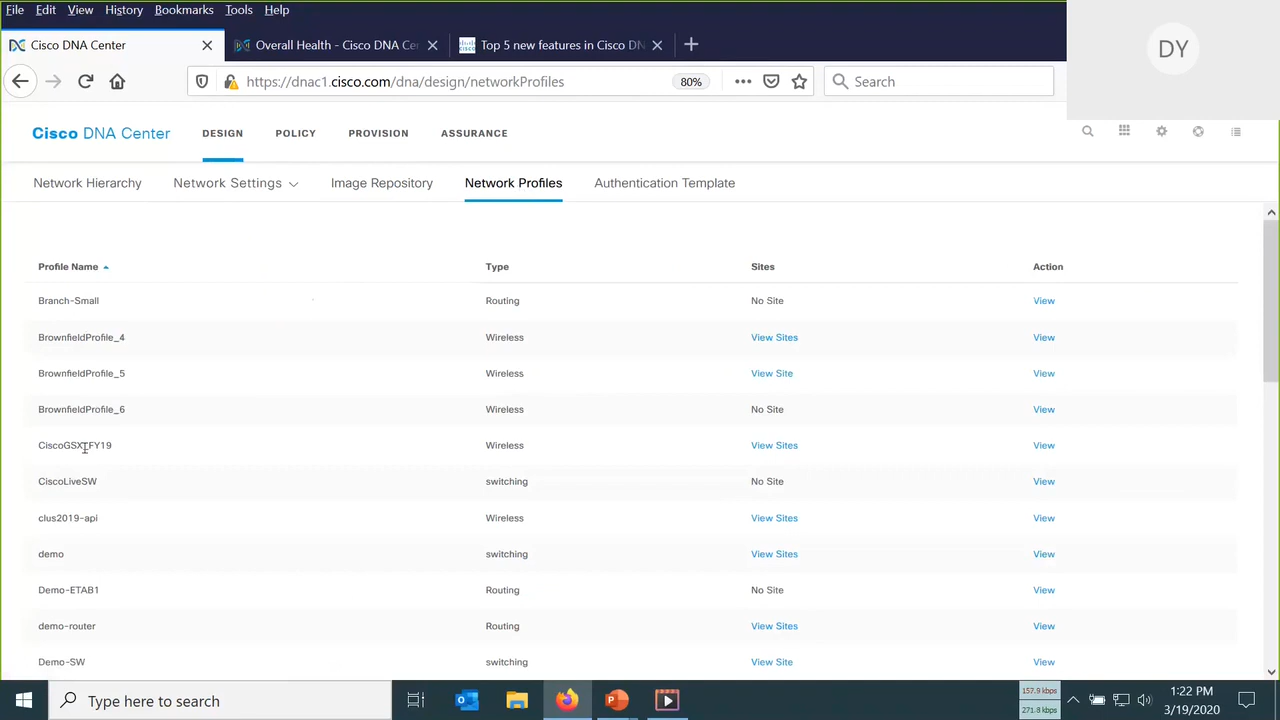 File Edit View History Bookmarks Tools Help
DY
Cisco DNA Center
Overall Health - Cisco DNA Ce
Top 5 new features in Cisco DN
https://dnac1.cisco.com/dna/design/networkProfiles
80%
Search
Cisco DNA Center DESIGN POLICY PROVISION ASSURANCE
Network Hierarchy Network Settings Image Repository Network Profiles Authentication Template
Profile Name Type Sites Action
Branch-Small Routing No Site View
BrownfieldProfile_4 Wireless View Sites View
BrownfieldProfile_5 Wireless View Site View
BrownfieldProfile_6 Wireless No Site View
CiscoGSX-FY19 Wireless View Sites View
CiscoLiveSW switching No Site View
clus2019-api Wireless View Sites View
demo switching View Sites View
Demo-ETAB1 Routing No Site View
demo-router Routing View Sites View
Demo-SW switching View Site View
Type here to search
157.9 kbps
271.8 kbps
1:22 PM
3/19/2020